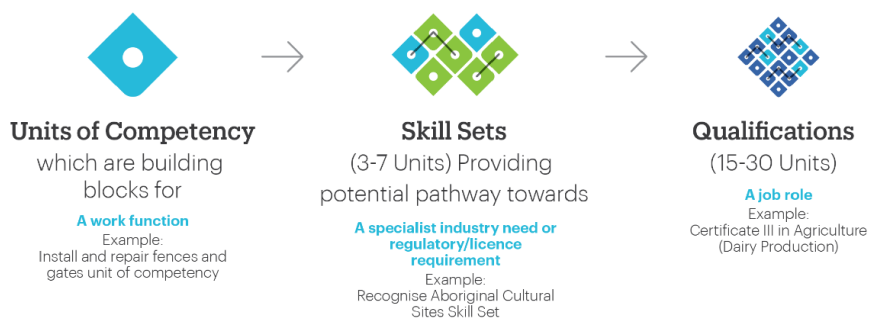 Units of Competency
which are building
blocks for
A work function
Example:
Install and repair fences and
gates unit of competency
Skill Sets
(3-7 Units) Providing
potential pathway towards
A specialist industry need or
regulatory/licence
requirement
Example:
Recognise Aboriginal Cultural
Sites Skill Set
Qualifications
(15-30 Units)
A job role
Example:
Certificate III in Agriculture
(Dairy Production)